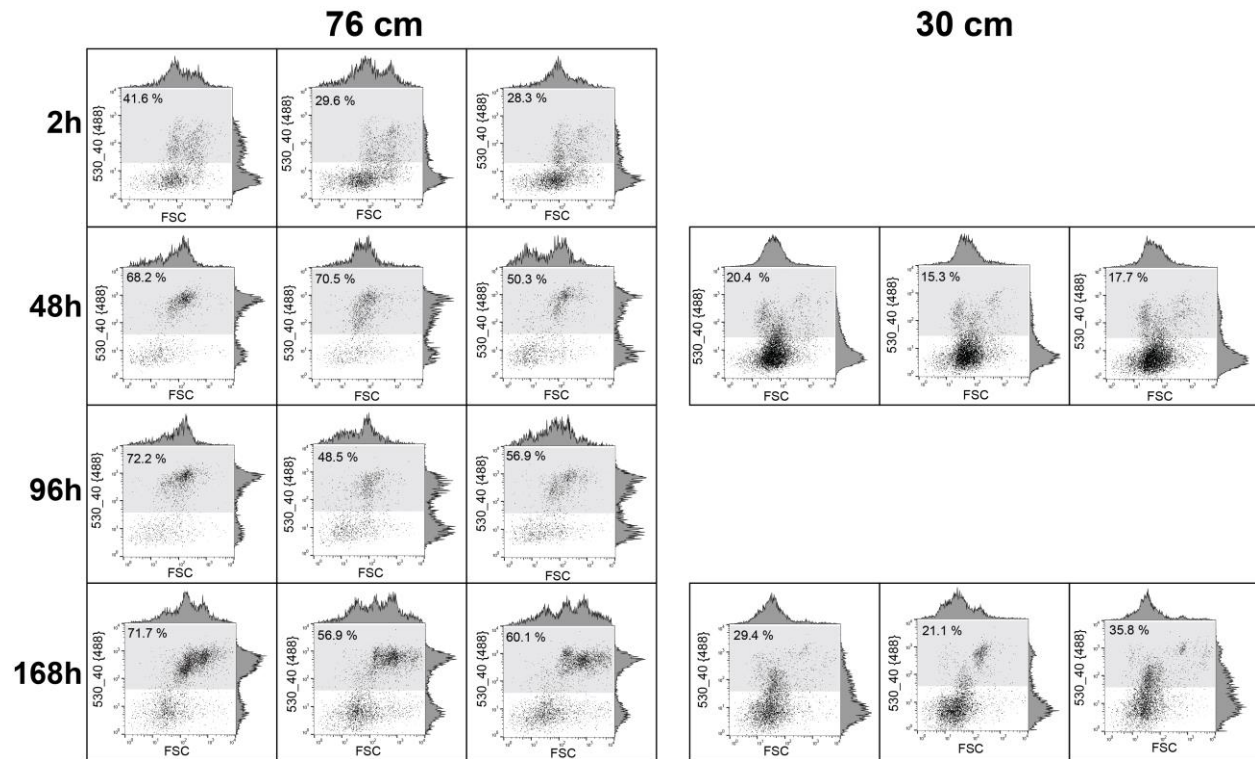 76 cm
30 cm
2h
41.6 %
530_40 {488}
FSC
29.6 %
530_40 {488}
FSC
28.3 %
530_40 {488}
FSC
48h
68.2 %
530_40 {488}
FSC
70.5 %
530_40 {488}
FSC
50.3 %
530_40 {488}
FSC
20.4 %
530_40 {488}
FSC
15.3 %
530_40 {488}
FSC
17.7 %
530_40 {488}
FSC
96h
72.2 %
530_40 {488}
FSC
48.5 %
530_40 {488}
FSC
56.9 %
530_40 {488}
FSC
168h
71.7 %
530_40 {488}
FSC
56.9 %
530_40 {488}
FSC
60.1 %
530_40 {488}
FSC
29.4 %
530_40 {488}
FSC
21.1 %
530_40 {488}
FSC
35.8 %
530_40 {488}
FSC